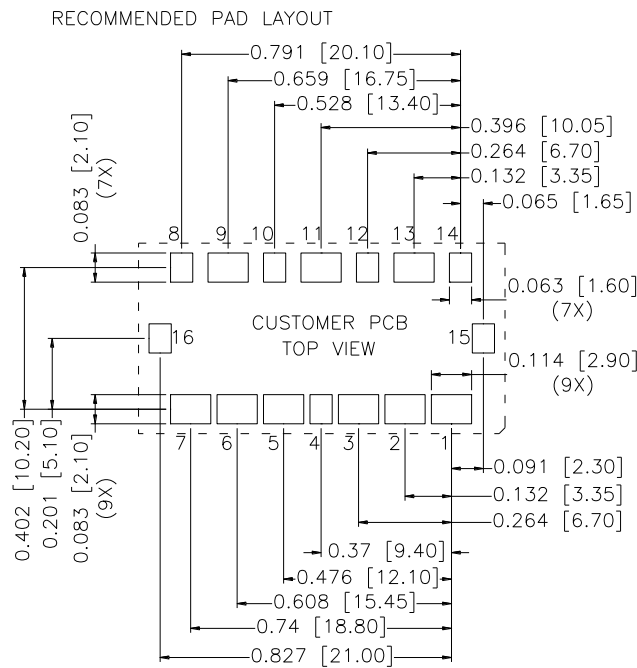 RECOMMENDED PAD LAYOUT
0.791 [20.10]
0.659 [16.75]
0.528 [13.40]
0.396 [10.05]
0.264 [6.70]
0.132 [3.35]
0.065 [1.65]
0.083 [2.10]
(7X)
8 9 10 11 12 13 14
0.063 [1.60]
(7X)
16
CUSTOMER PCB
TOP VIEW
15
0.114 [2.90]
(9X)
7 6 5 4 3 2 1
0.402 [10.20]
0.201 [5.10]
0.083 [2.10]
(9X)
0.091 [2.30]
0.132 [3.35]
0.264 [6.70]
0.37 [9.40]
0.476 [12.10]
0.608 [15.45]
0.74 [18.80]
0.827 [21.00]